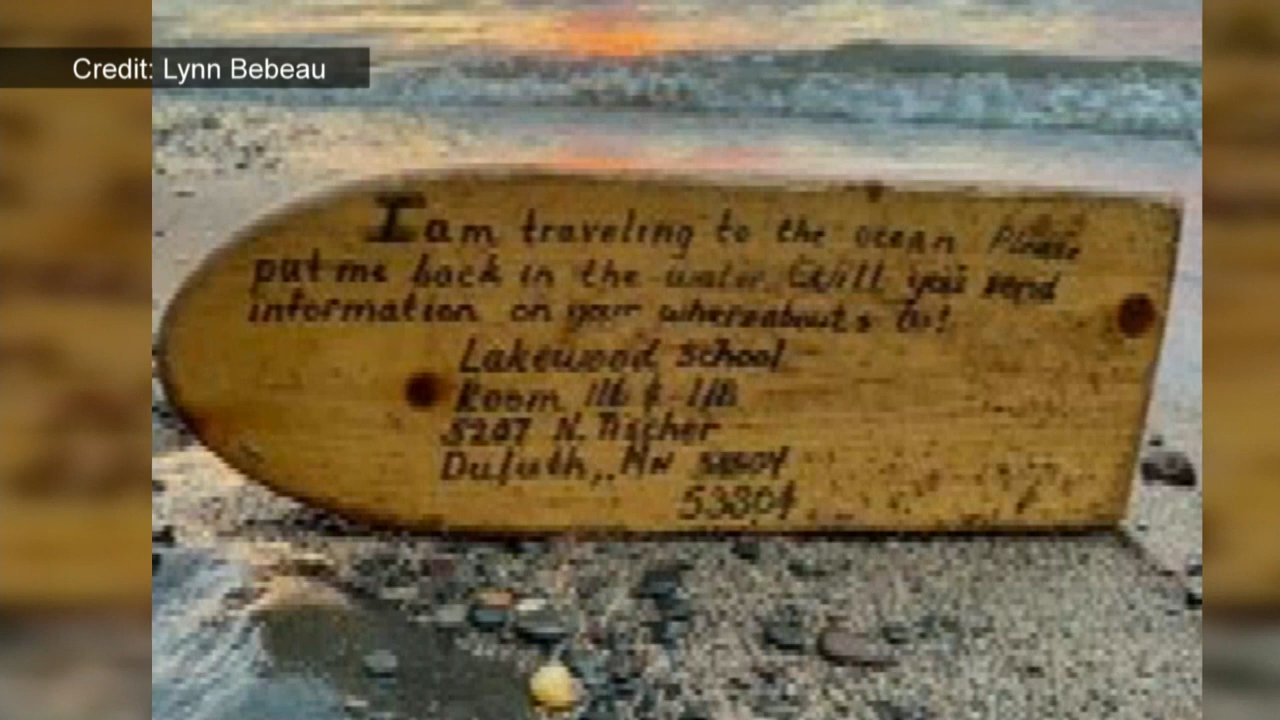 Credit: Lynn Bebeau
I am traveling to the ocean Please
put me back in the water. Will you send
information on your whereabouts to!
Lakewood School
Room
5207 N. Tischer
Duluth, MN